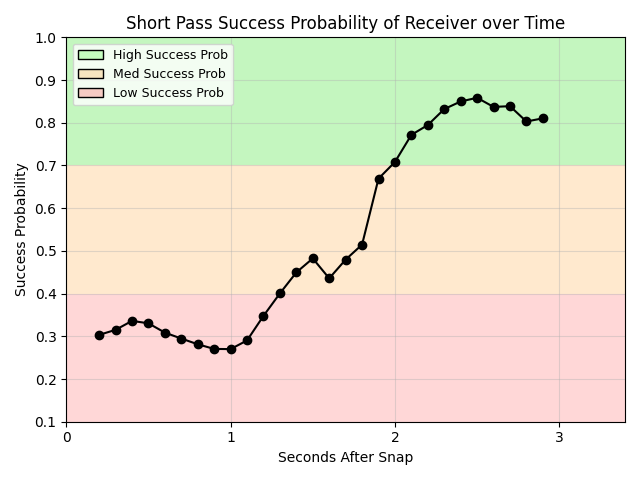 Short Pass Success Probability of Receiver over Time
1.0
0.9
0.8
0.7
0.6
0.5
0.4
0.3
0.2
0.1
Success Probability
High Success Prob
Med Success Prob
Low Success Prob
0 1 2 3
Seconds After Snap